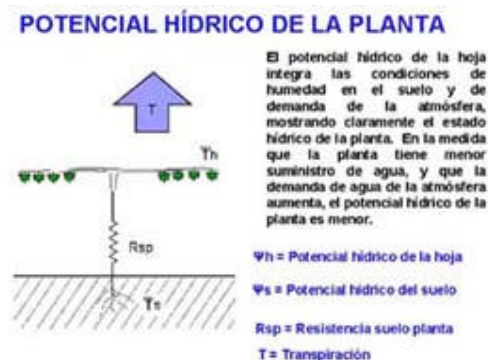 POTENCIAL HÍDRICO DE LA PLANTA
El potencial hídrico de la hoja
integra las condiciones de
humedad en el suelo y de
demanda de la atmósfera,
mostrando claramente el estado
hídrico de la planta. En la medida
que la planta tiene menor
suministro de agua, y que la
demanda de agua de la atmósfera
aumenta, el potencial hídrico de la
planta es menor.
T
Ψh
Rsp
Ψs
Ψh = Potencial hídrico de la hoja
Ψs = Potencial hídrico del suelo
Rsp = Resistencia suelo planta
T = Transpiración